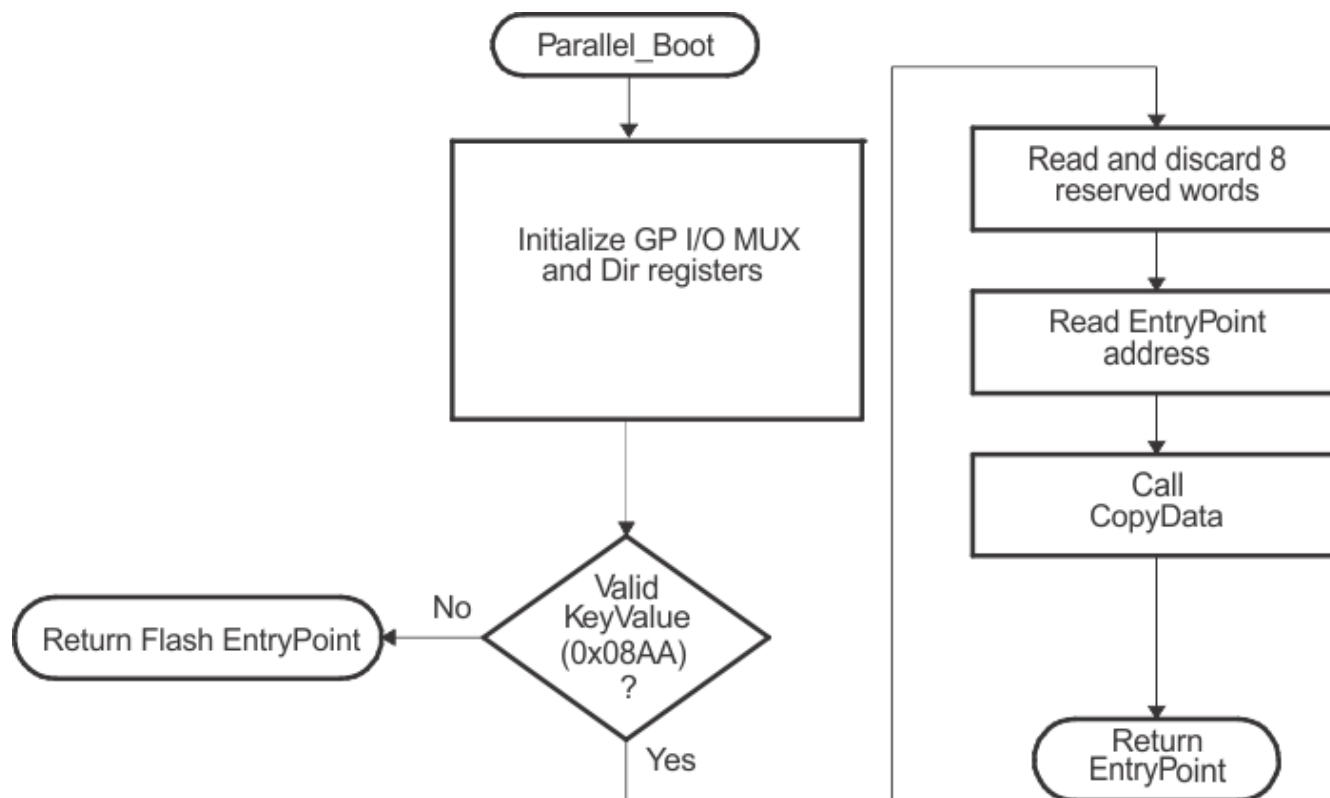 Parallel_Boot
Initialize GP I/O MUX
and Dir registers
Valid
KeyValue
(0x08AA)
?
No
Return Flash EntryPoint
Yes
Read and discard 8
reserved words
Read EntryPoint
address
Call
CopyData
Return
EntryPoint